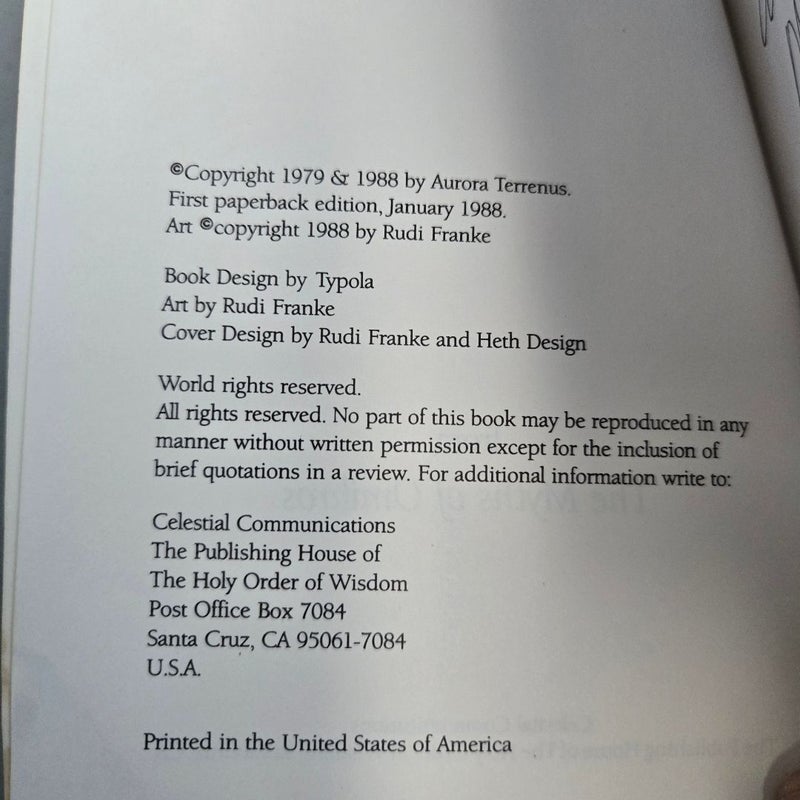 ©Copyright 1979 & 1988 by Aurora Terrenus.
First paperback edition, January 1988.
Art ©copyright 1988 by Rudi Franke
Book Design by Typola
Art by Rudi Franke
Cover Design by Rudi Franke and Heth Design
World rights reserved.
All rights reserved. No part of this book may be reproduced in any
manner without written permission except for the inclusion of
brief quotations in a review. For additional information write to:
Celestial Communications
The Publishing House of
The Holy Order of Wisdom
Post Office Box 7084
Santa Cruz, CA 95061-7084
U.S.A.
Printed in the United States of America